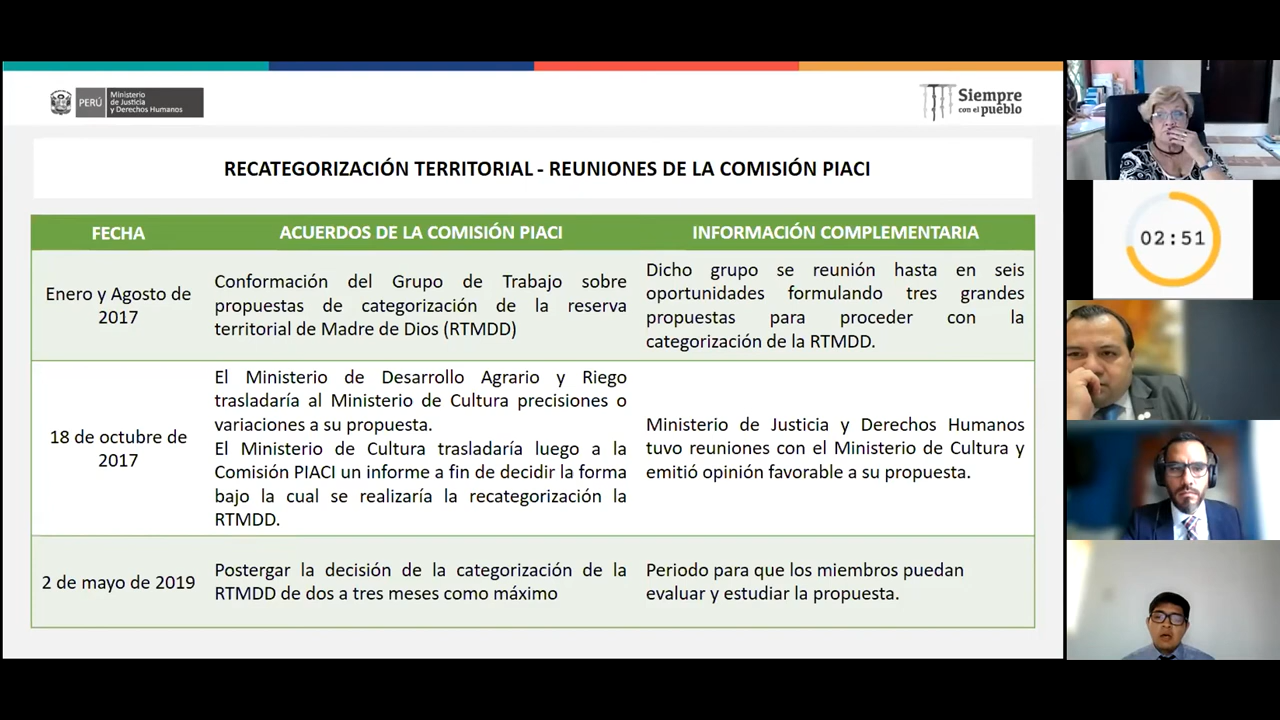 PERÚ
Ministerio
de Justicia
y Derechos Humanos
Siempre
con el pueblo
RECATEGORIZACIÓN TERRITORIAL - REUNIONES DE LA COMISIÓN PIACI
FECHA
ACUERDOS DE LA COMISIÓN PIACI
INFORMACIÓN COMPLEMENTARIA
Enero y Agosto de
2017
Conformación del Grupo de Trabajo sobre
propuestas de categorización de la reserva
territorial de Madre de Dios (RTMDD)
Dicho grupo se reunión hasta en seis
oportunidades formulando tres grandes
propuestas para proceder con la
categorización de la RTMDD.
18 de octubre de
2017
El Ministerio de Desarrollo Agrario y Riego
trasladaría al Ministerio de Cultura precisiones o
variaciones a su propuesta.
El Ministerio de Cultura trasladaría luego a la
Comisión PIACI un informe a fin de decidir la forma
bajo la cual se realizaría la recategorización la
RTMDD.
Ministerio de Justicia y Derechos Humanos
tuvo reuniones con el Ministerio de Cultura y
emitió opinión favorable a su propuesta.
2 de mayo de 2019
Postergar la decisión de la categorización de la
RTMDD de dos a tres meses como máximo
Periodo para que los miembros puedan
evaluar y estudiar la propuesta.
02:51